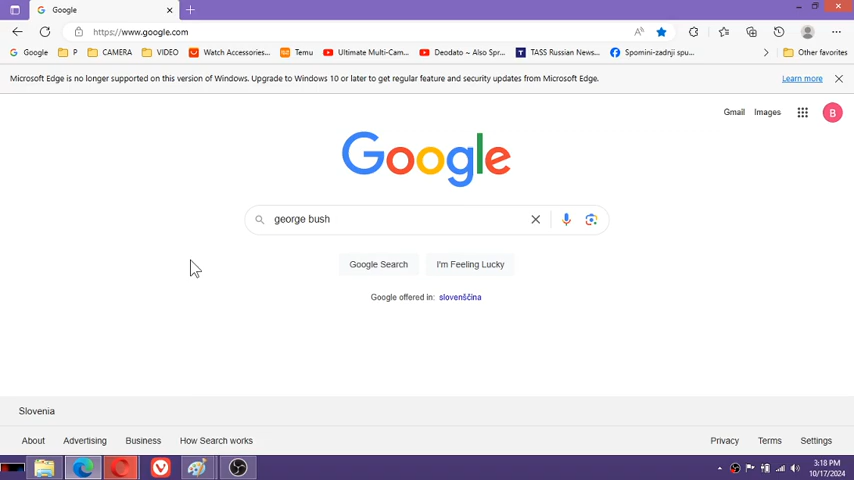 Google
https://www.google.com
Google P CAMERA VIDEO Watch Accessories... Temu Ultimate Multi-Cam... Deodato ~ Also Spr... TASS Russian News... Spomini-zadnji spu... Other favorites
Microsoft Edge is no longer supported on this version of Windows. Upgrade to Windows 10 or later to get regular feature and security updates from Microsoft Edge. Learn more
Gmail Images B
Google
george bush
Google Search I'm Feeling Lucky
Google offered in: slovenščina
Slovenia
About Advertising Business How Search works Privacy Terms Settings
3:18 PM
10/17/2024